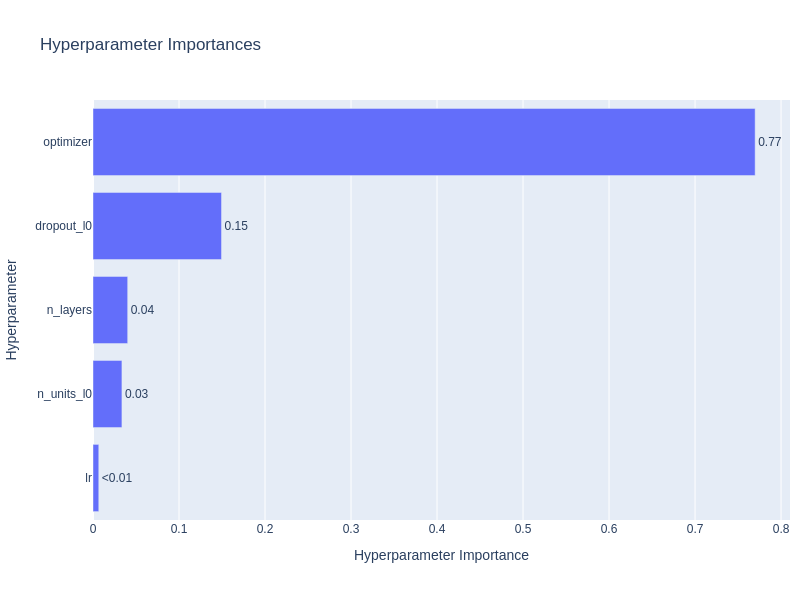 Hyperparameter Importances
optimizer
0.77
dropout_l0
0.15
n_layers
0.04
n_units_l0
0.03
lr
<0.01
0 0.1 0.2 0.3 0.4 0.5 0.6 0.7 0.8
Hyperparameter Importance
Hyperparameter